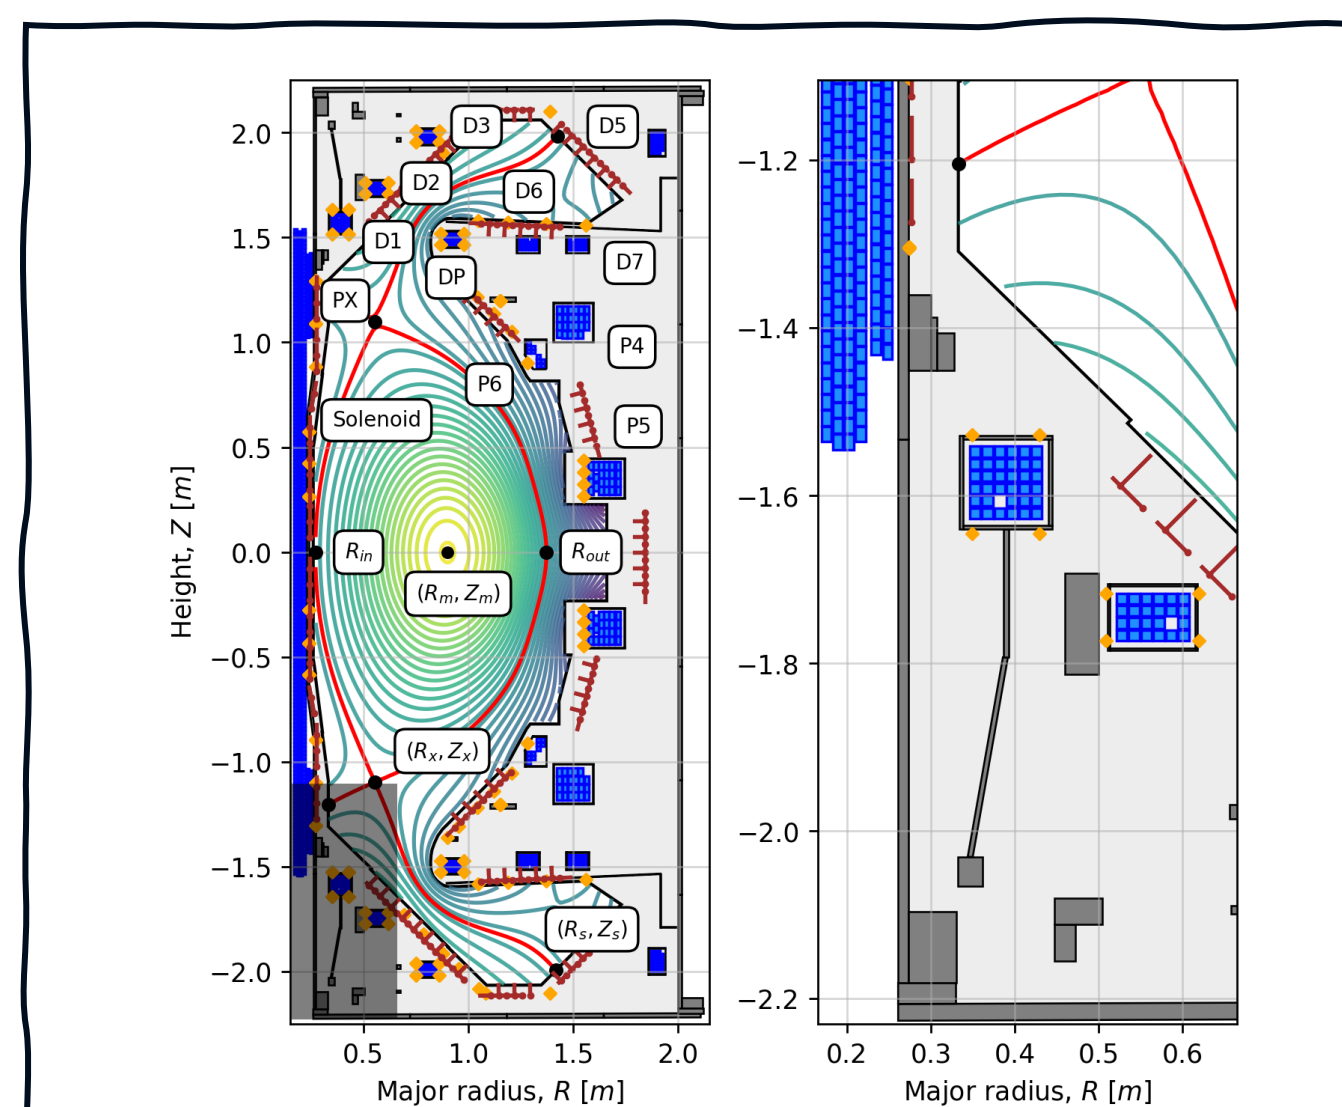 D3
D5
D2
D6
D1
DP
D7
PX
P4
P6
Solenoid
P5
R_in
R_out
(R_m, Z_m)
(R_x, Z_x)
(R_s, Z_s)
2.0
1.5
1.0
0.5
0.0
−0.5
−1.0
−1.5
−2.0
Height, Z [m]
0.5 1.0 1.5 2.0
Major radius, R [m]
−1.2
−1.4
−1.6
−1.8
−2.0
−2.2
0.2 0.3 0.4 0.5 0.6
Major radius, R [m]